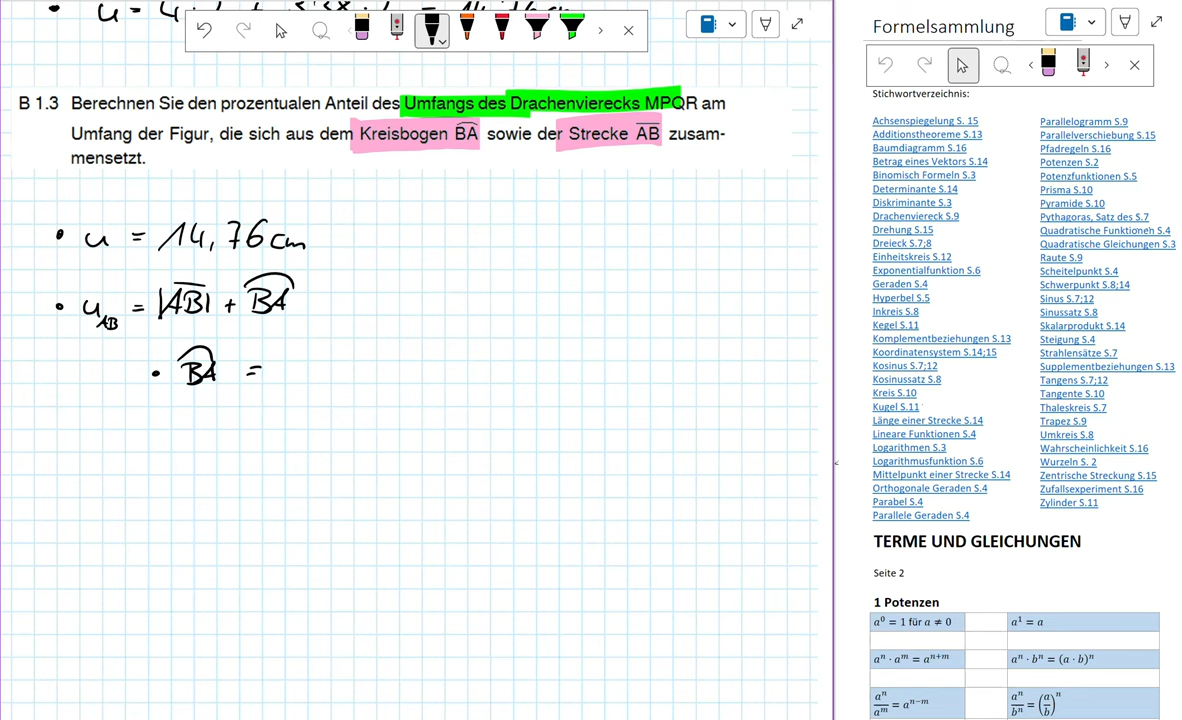 B 1.3 Berechnen Sie den prozentualen Anteil des Umfangs des Drachenvierecks MPQR am
Umfang der Figur, die sich aus dem Kreisbogen BA sowie der Strecke AB zusam-
mensetzt.
• u = 14,76 cm
• u_AB = |AB| + BA
• BA =
Formelsammlung
Stichwortverzeichnis:
Achsenspiegelung S. 15
Additionstheoreme S.13
Baumdiagramm S.16
Betrag eines Vektors S.14
Binomisch Formeln S.3
Determinante S.14
Diskriminante S.3
Drachenviereck S.9
Drehung S.15
Dreieck S.7;8
Einheitskreis S.12
Exponentialfunktion S.6
Geraden S.4
Hyperbel S.5
Inkreis S.8
Kegel S.11
Komplementbeziehungen S.13
Koordinatensystem S.14;15
Kosinus S.7;12
Kosinussatz S.8
Kreis S.10
Kugel S.11
Länge einer Strecke S.14
Lineare Funktionen S.4
Logarithmen S.3
Logarithmusfunktion S.6
Mittelpunkt einer Strecke S.14
Orthogonale Geraden S.4
Parabel S.4
Parallele Geraden S.4
Parallelogramm S.9
Parallelverschiebung S.15
Pfadregeln S.16
Potenzen S.2
Potenzfunktionen S.5
Prisma S.10
Pyramide S.10
Pythagoras, Satz des S.7
Quadratische Funktionen S.4
Quadratische Gleichungen S.3
Raute S.9
Scheitelpunkt S.4
Schwerpunkt S.8;14
Sinus S.7;12
Sinussatz S.8
Skalarprodukt S.14
Steigung S.4
Strahlensätze S.7
Supplementbeziehungen S.13
Tangens S.7;12
Tangente S.10
Thaleskreis S.7
Trapez S.9
Umkreis S.8
Wahrscheinlichkeit S.16
Wurzeln S. 2
Zentrische Streckung S.15
Zufallsexperiment S.16
Zylinder S.11
TERME UND GLEICHUNGEN
Seite 2
1 Potenzen
a⁰ = 1 für a ≠ 0 a¹ = a
aⁿ · aᵐ = aⁿ⁺ᵐ aⁿ · bⁿ = (a · b)ⁿ
aⁿ/aᵐ = aⁿ⁻ᵐ aⁿ/bⁿ = (a/b)ⁿ